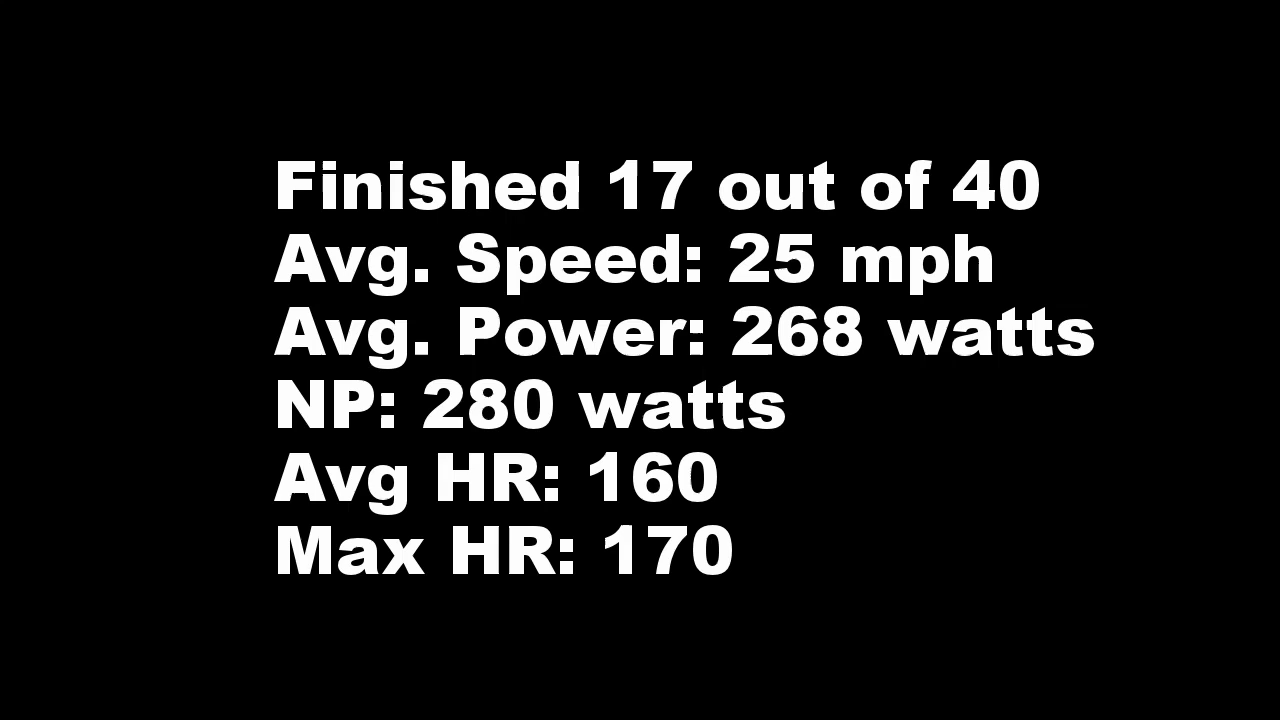 Finished 17 out of 40
Avg. Speed: 25 mph
Avg. Power: 268 watts
NP: 280 watts
Avg HR: 160
Max HR: 170